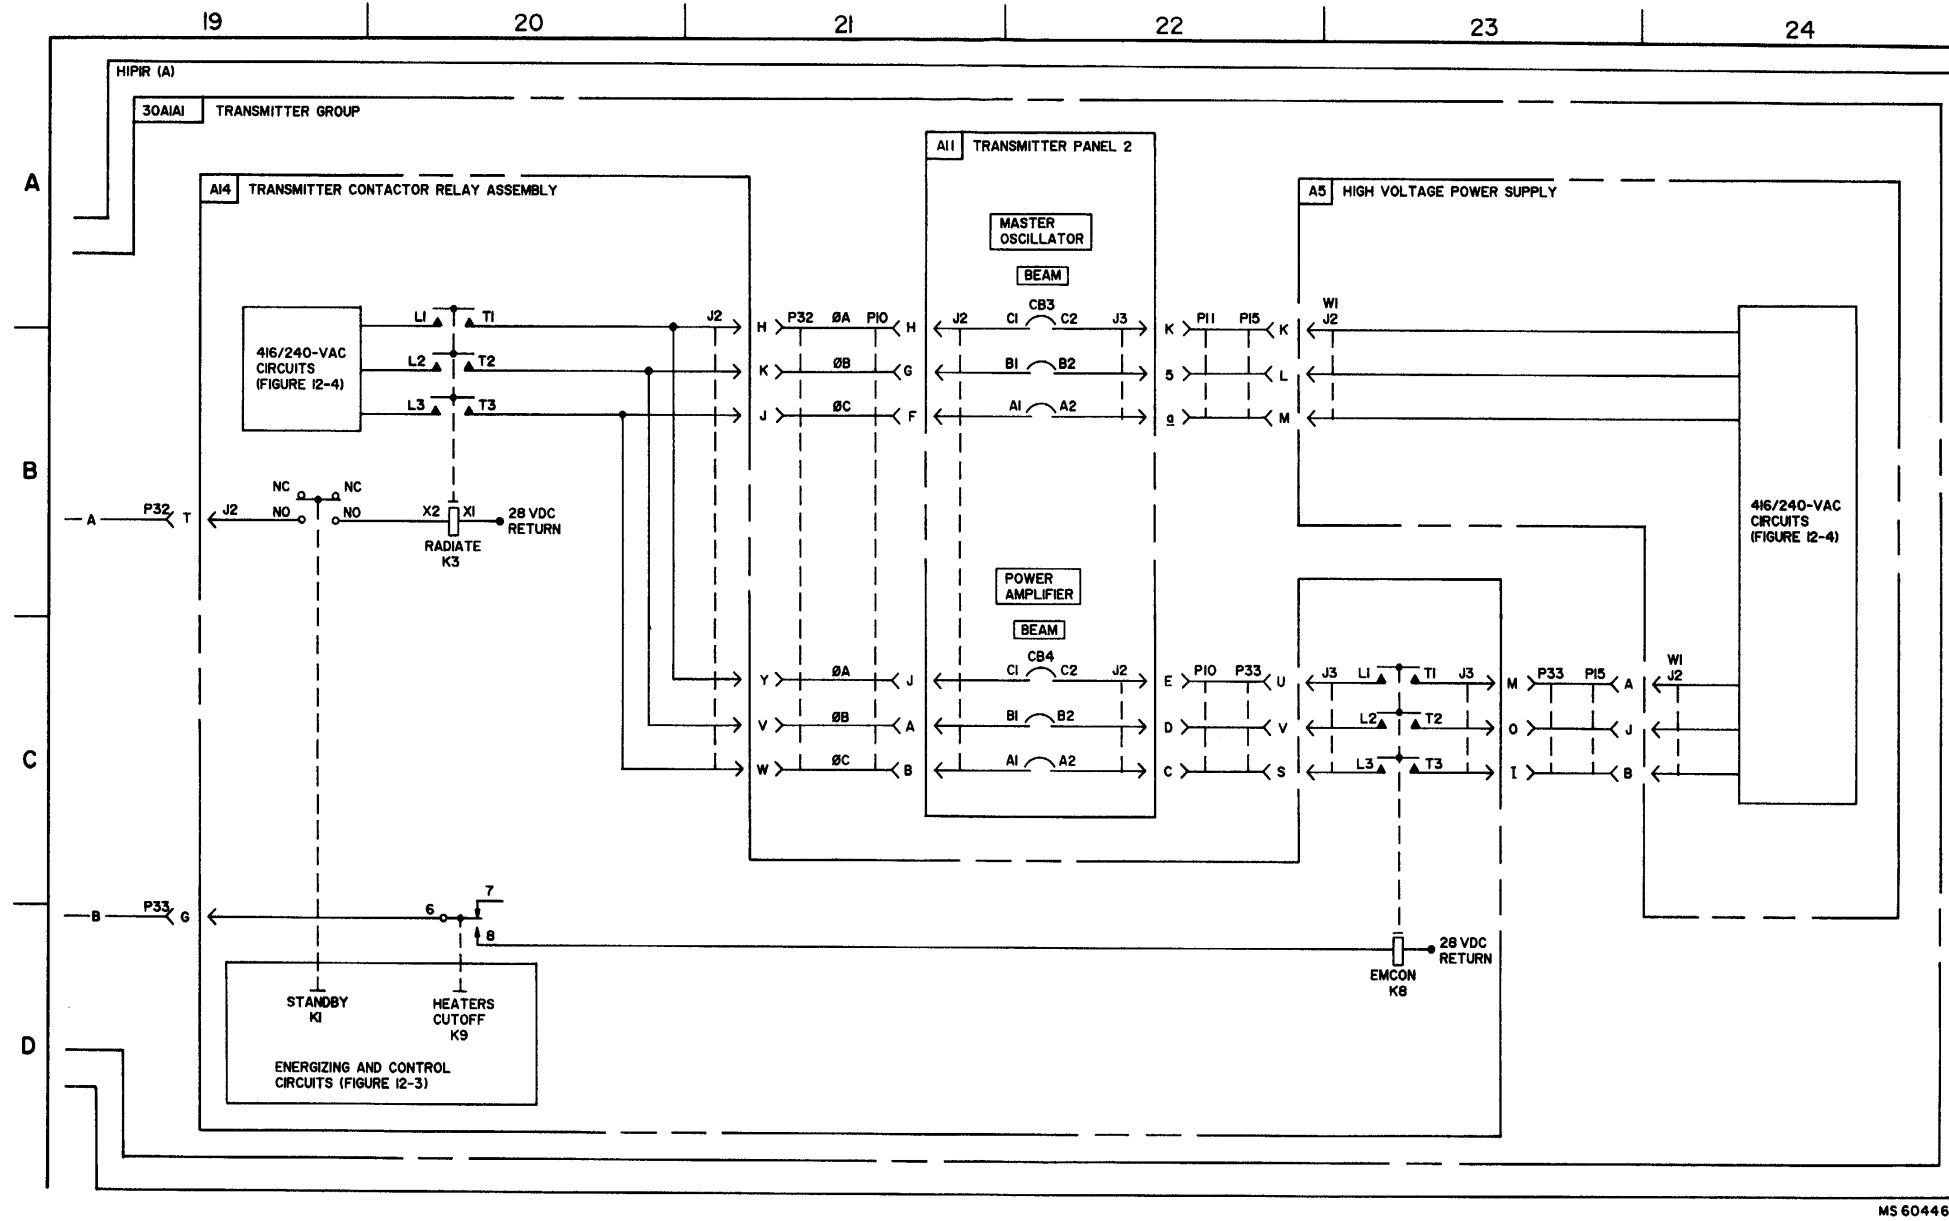 19 20 21 22 23 24
HIPIR (A)
30A1A1 TRANSMITTER GROUP
A11 TRANSMITTER PANEL 2
A
A14 TRANSMITTER CONTACTOR RELAY ASSEMBLY
A5 HIGH VOLTAGE POWER SUPPLY
MASTER
OSCILLATOR
BEAM
CB3
W1
L1 T1 J2 H P32 ØA P10 H J2 C1 C2 J3 K P11 P15 K J2
416/240-VAC
CIRCUITS
(FIGURE 12-4)
L2 T2 K ØB G B1 B2 5 L
L3 T3 J ØC F A1 A2 a M
B
NC NC
A P32 T J2 NO NO X2 X1 28 VDC
RETURN
RADIATE
K3
416/240-VAC
CIRCUITS
(FIGURE 12-4)
POWER
AMPLIFIER
BEAM
CB4
W1
Y ØA J C1 C2 J2 E P10 P33 U J3 L1 T1 J3 M P33 P15 A J2
V ØB A B1 B2 D V L2 T2 O J
W ØC B A1 A2 C S L3 T3 I B
C
7
B P33 G 6
8
28 VDC
RETURN
EMCON
K8
STANDBY
K1
HEATERS
CUTOFF
K9
D
ENERGIZING AND CONTROL
CIRCUITS (FIGURE 12-3)
MS 60446